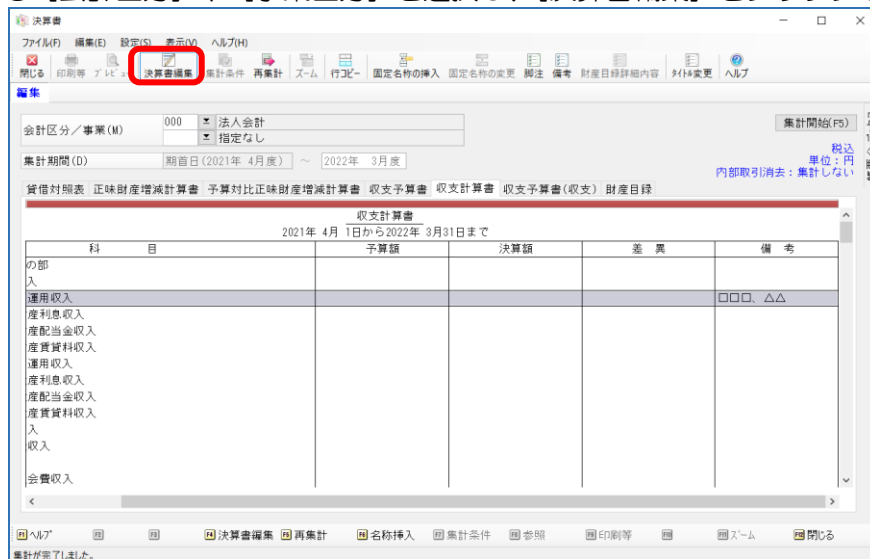 決算書
ファイル(F) 編集(E) 設定(S) 表示(V) ヘルプ(H)
閉じる 印刷等 決算書編集 集計条件 再集計 ズーム 行コピー 固定名称の挿入 固定名称の変更 脚注 備考 財産目録詳細内容 タイトル変更 ヘルプ
編集
会計区分／事業(M) 000 法人会計 集計開始(F5)
指定なし
税込
集計期間(D) 期首日(2021年 4月度) ～ 2022年 3月度 単位：円
内部取引消去：集計しない
貸借対照表 正味財産増減計算書 予算対比正味財産増減計算書 収支予算書 収支計算書 収支予算書(収支) 財産目録
収支計算書
2021年 4月 1日から2022年 3月31日まで
科 目 予算額 決算額 差 異 備 考
の部
入
運用収入 □□□、△△
産利息収入
産配当金収入
産賃貸料収入
運用収入
産利息収入
産配当金収入
産賃貸料収入
入
収入
会費収入
F1 ヘルプ F2 F3 F4 決算書編集 F5 再集計 F6 名称挿入 F7 集計条件 F8 参照 F9 印刷等 F10 F11 ズーム F12 閉じる
集計が完了しました。